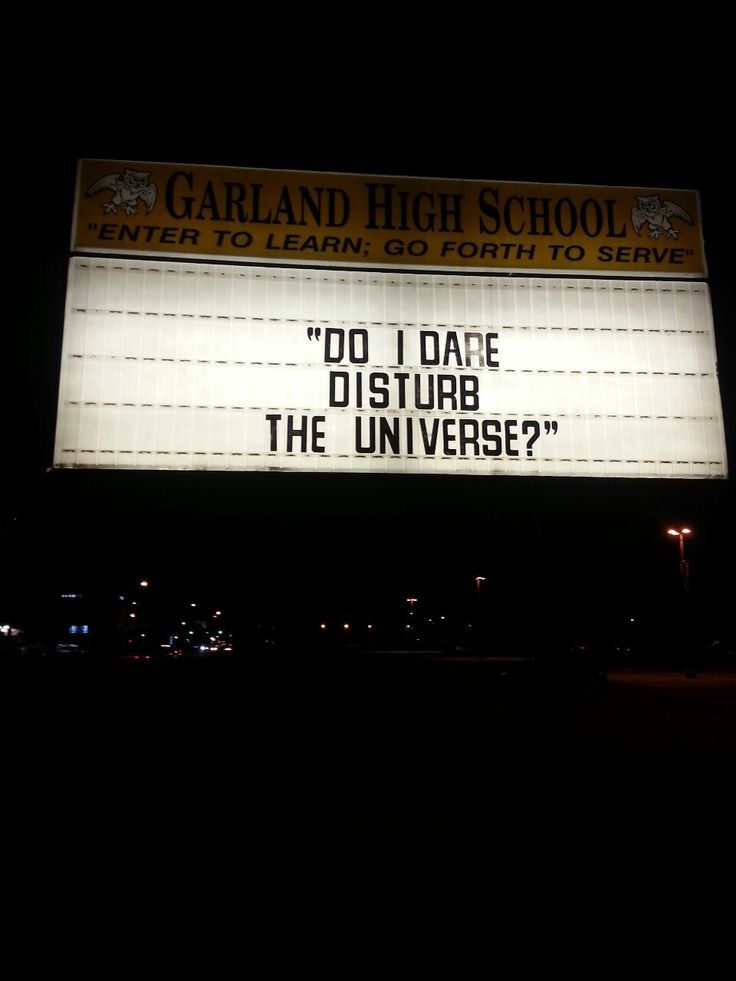 GARLAND HIGH SCHOOL
"ENTER TO LEARN; GO FORTH TO SERVE"
"DO I DARE
DISTURB
THE UNIVERSE?"